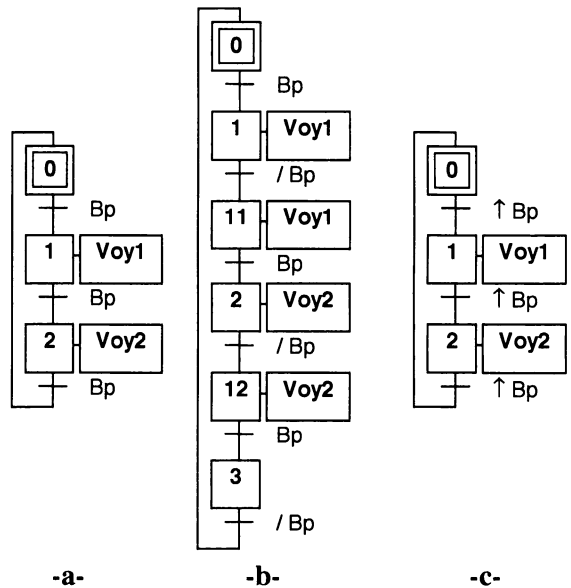 0
Bp
1 Voy1
Bp
2 Voy2
Bp
-a-
0
Bp
1 Voy1
/ Bp
11 Voy1
Bp
2 Voy2
/ Bp
12 Voy2
Bp
3
/ Bp
-b-
0
↑ Bp
1 Voy1
↑ Bp
2 Voy2
↑ Bp
-c-